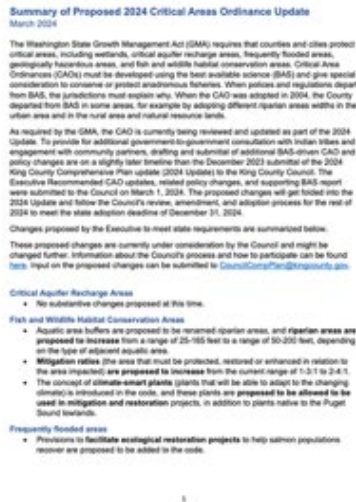 Summary of Proposed 2024 Critical Areas Ordinance Update
March 2024
The Washington State Growth Management Act (GMA) requires that counties and cities protect
critical areas, including wetlands, critical aquifer recharge areas, frequently flooded areas,
geologically hazardous areas, and fish and wildlife habitat conservation areas. Critical Area
Ordinances (CAOs) must be developed using the best available science (BAS) and give special
consideration to conserve or protect anadromous fisheries. When policies and regulations depart
from BAS, the jurisdictions must explain why. When the CAO was adopted in 2004, the County
departed from BAS in some areas, for example by adopting different riparian areas widths in the
urban area and in the rural area and natural resource lands.
As required by the GMA, the CAO is currently being reviewed and updated as part of the 2024
Update. To provide for additional government-to-government consultation with Indian tribes and
engagement with community partners, drafting and submittal of additional BAS-driven CAO and
policy changes are on a slightly later timeline than the December 2023 submittal of the 2024
King County Comprehensive Plan update (2024 Update) to the King County Council. The
Executive Recommended CAO updates, related policy changes, and supporting BAS report
were submitted to the Council on March 1, 2024. The proposed changes will get folded into the
2024 Update and follow the Council's review, amendment, and adoption process for the rest of
2024 to meet the state adoption deadline of December 31, 2024.
Changes proposed by the Executive to meet state requirements are summarized below.
These proposed changes are currently under consideration by the Council and might be
changed further. Information about the Council's process and how to participate can be found
here. Input on the proposed changes can be submitted to CouncilCompPlan@kingcounty.gov.
Critical Aquifer Recharge Areas
• No substantive changes proposed at this time.
Fish and Wildlife Habitat Conservation Areas
• Aquatic area buffers are proposed to be renamed riparian areas, and riparian areas are
proposed to increase from a range of 25-165 feet to a range of 50-200 feet, depending
on the type of adjacent aquatic area.
• Mitigation ratios (the area that must be protected, restored or enhanced in relation to
the area impacted) are proposed to increase from the current range of 1-3:1 to 2-4:1.
• The concept of climate-smart plants (plants that will be able to adapt to the changing
climate) is introduced in the code, and these plants are proposed to be allowed to be
used in mitigation and restoration projects, in addition to plants native to the Puget
Sound lowlands.
Frequently flooded areas
• Provisions to facilitate ecological restoration projects to help salmon populations
recover are proposed to be added to the code.
1